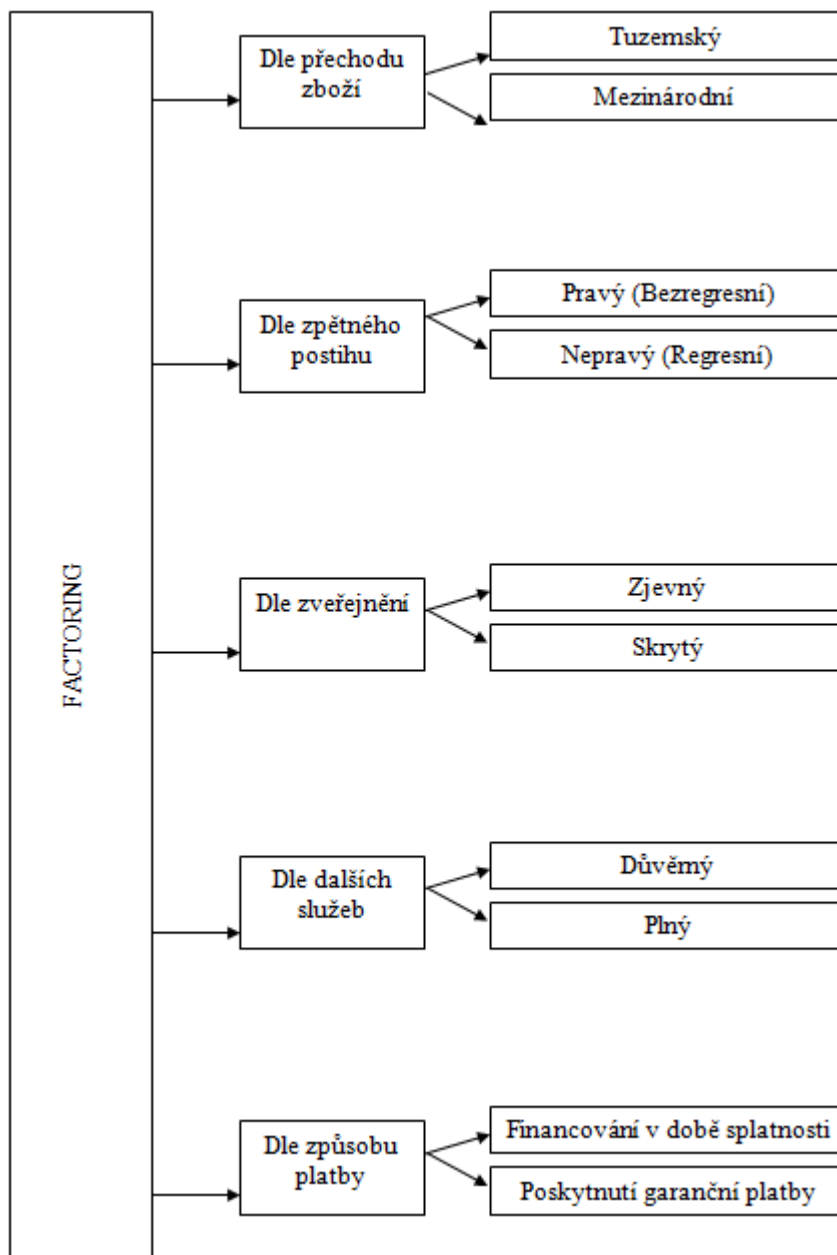 FACTORING
Dle přechodu
zboží
Tuzemský
Mezinárodní
Dle zpětného
postihu
Pravý (Bezregresní)
Nepravý (Regresní)
Dle zveřejnění
Zjevný
Skrytý
Dle dalších
služeb
Důvěrný
Plný
Dle způsobu
platby
Financování v době splatnosti
Poskytnutí garanční platby